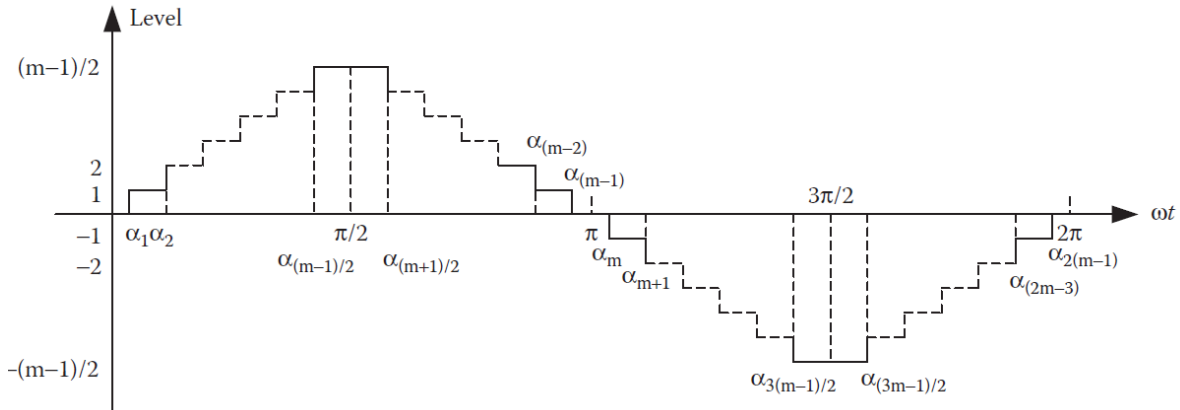 Level
(m–1)/2
α(m–2)
2
α(m–1)
1
3π/2
ωt
–1
α1α2
π/2
π
2π
–2
α(m–1)/2
α(m+1)/2
αm
αm+1
α2(m–1)
α(2m–3)
–(m–1)/2
α3(m–1)/2
α(3m–1)/2